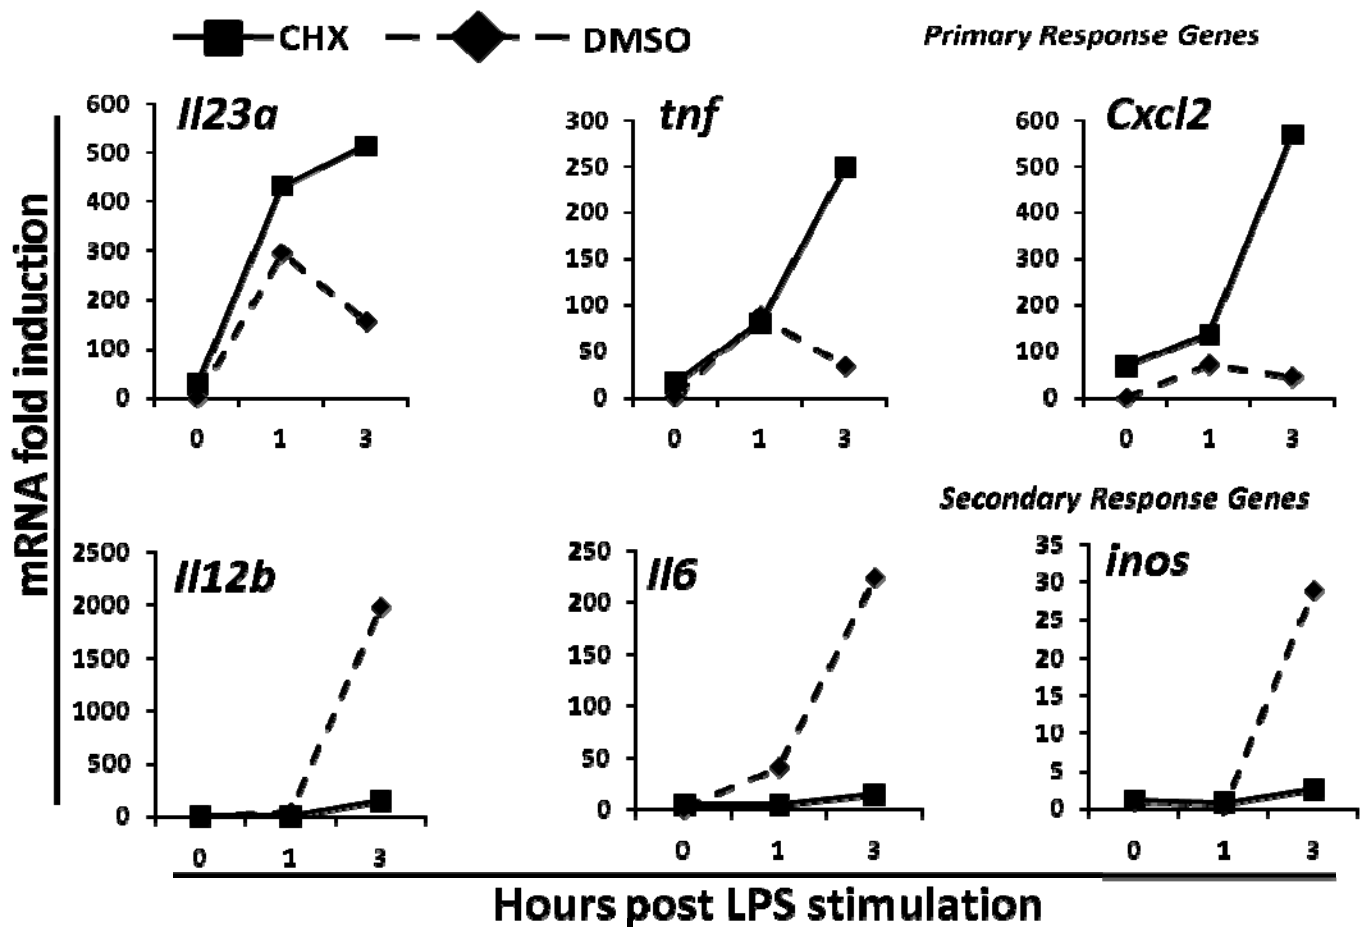 CHX DMSO Primary Response Genes
Il23a
600
500
400
300
200
100
0
0 1 3
tnf
300
250
200
150
100
50
0
0 1 3
Cxcl2
600
500
400
300
200
100
0
0 1 3
mRNA fold induction
Secondary Response Genes
Il12b
2500
2000
1500
1000
500
0
0 1 3
Il6
250
200
150
100
50
0
0 1 3
inos
35
30
25
20
15
10
5
0
0 1 3
Hours post LPS stimulation